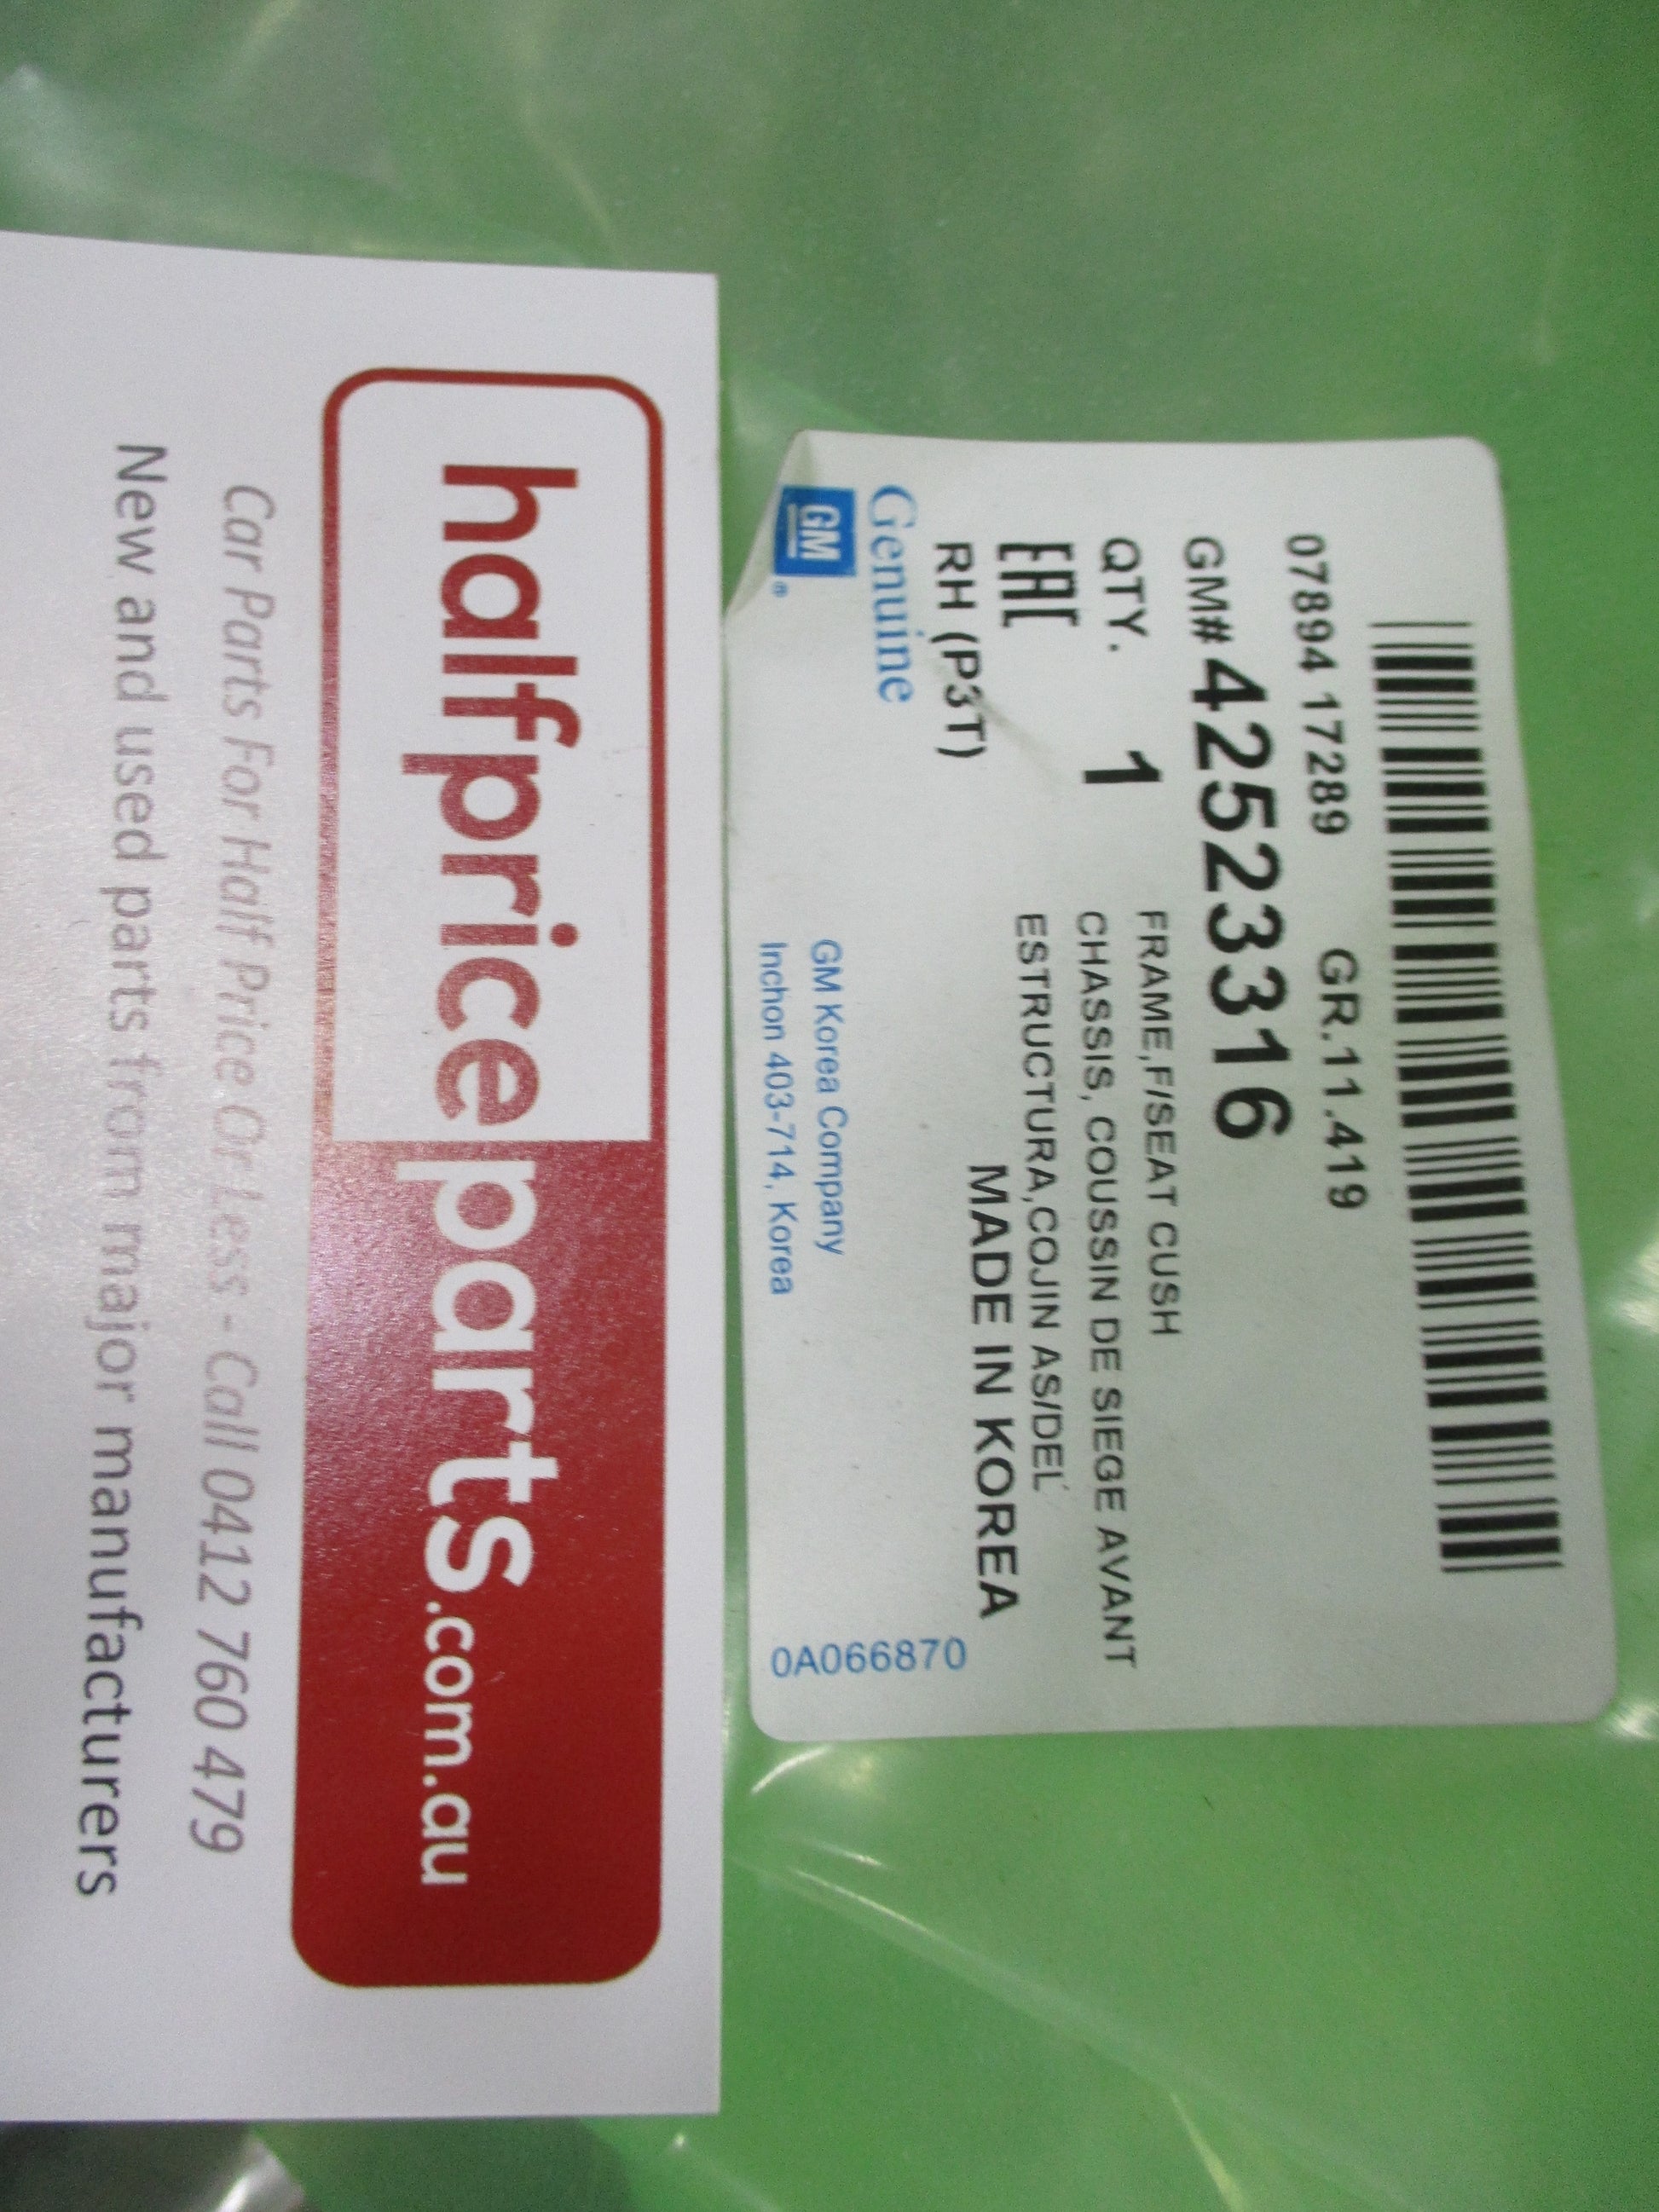 07894 17289 GR.11.419
GM# 42523316
QTY. 1 FRAME,F/SEAT CUSH
CHASSIS, COUSSIN DE SIEGE AVANT
EAC ESTRUCTURA,COJIN AS/DEL
RH (P3T) MADE IN KOREA
Genuine
GM ®
GM Korea Company
Inchon 403-714, Korea
0A066870
halfpriceparts.com.au
Car Parts For Half Price Or Less - Call 0412 760 479
New and used parts from major manufacturers